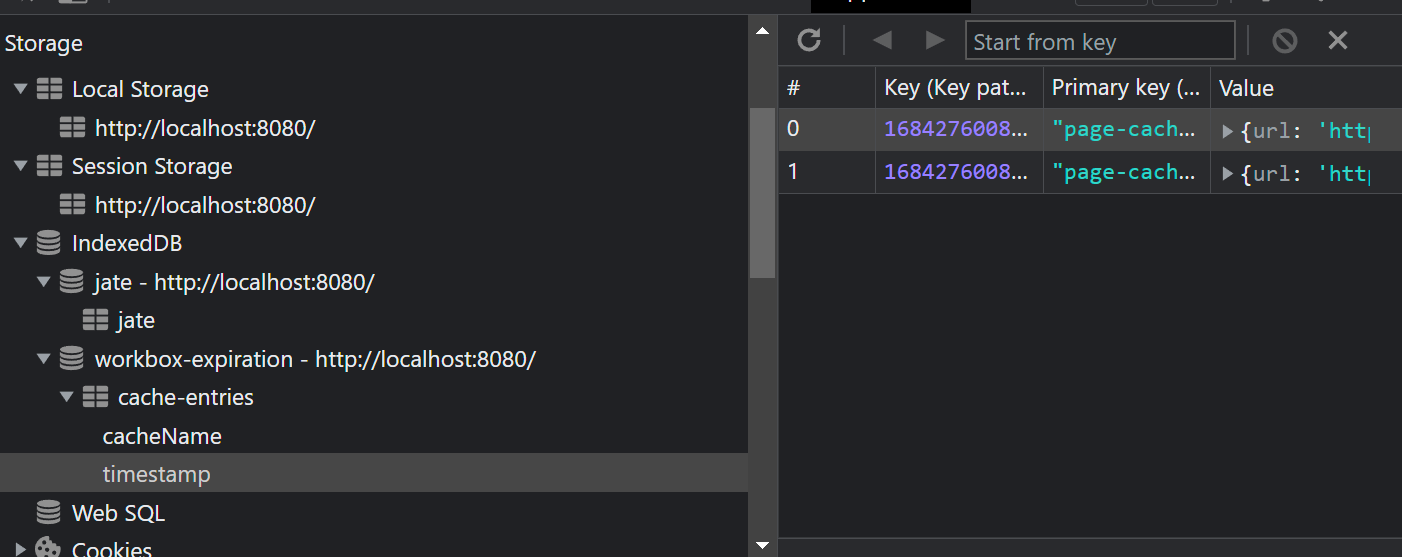 Storage
Local Storage
http://localhost:8080/
Session Storage
http://localhost:8080/
IndexedDB
jate - http://localhost:8080/
jate
workbox-expiration - http://localhost:8080/
cache-entries
cacheName
timestamp
Web SQL
Cookies
Start from key
# Key (Key pat... Primary key (... Value
0 1684276008... "page-cach... {url: 'http
1 1684276008... "page-cach... {url: 'http